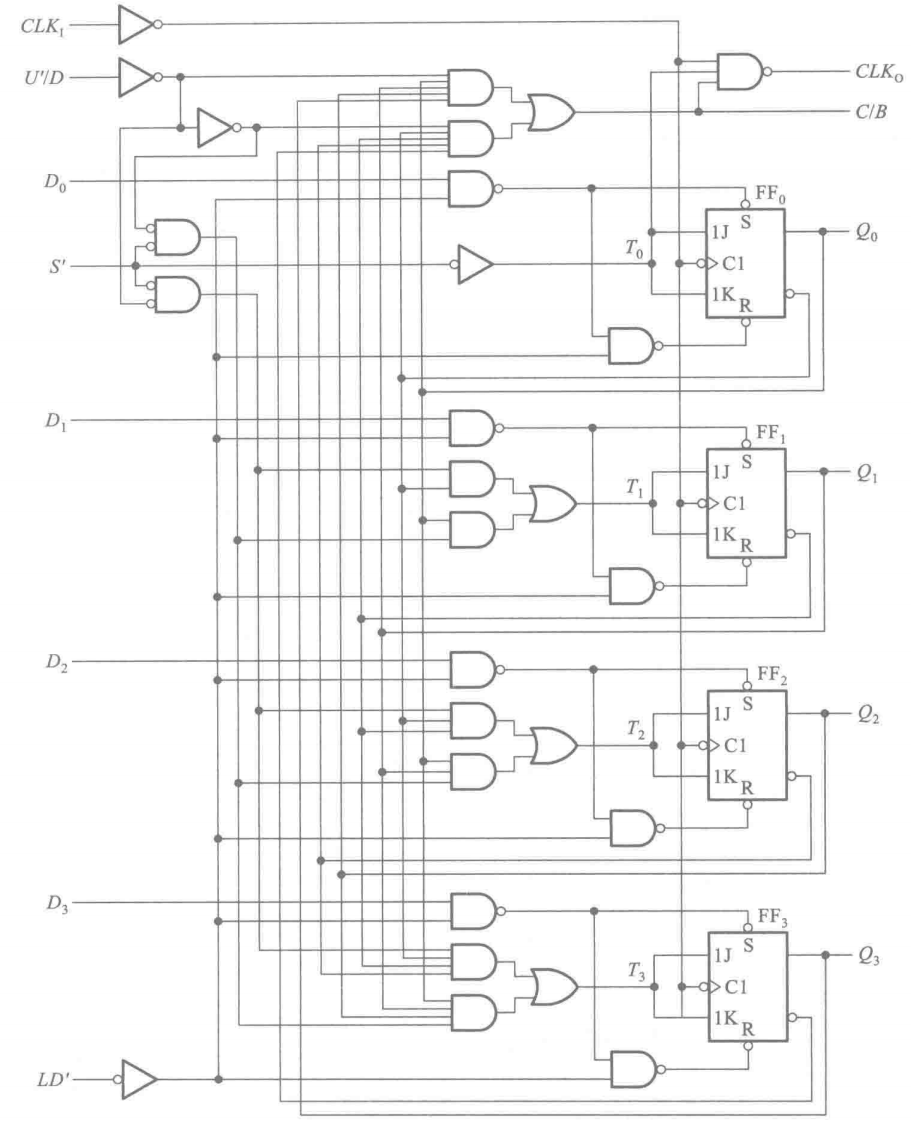 CLK_I
U'/D
CLK_O
C/B
D_0
FF_0
S
1J
Q_0
S'
T_0
C1
1K
R
D_1
FF_1
S
1J
Q_1
T_1
C1
1K
R
D_2
FF_2
S
1J
Q_2
T_2
C1
1K
R
D_3
FF_3
S
1J
Q_3
T_3
C1
1K
R
LD'